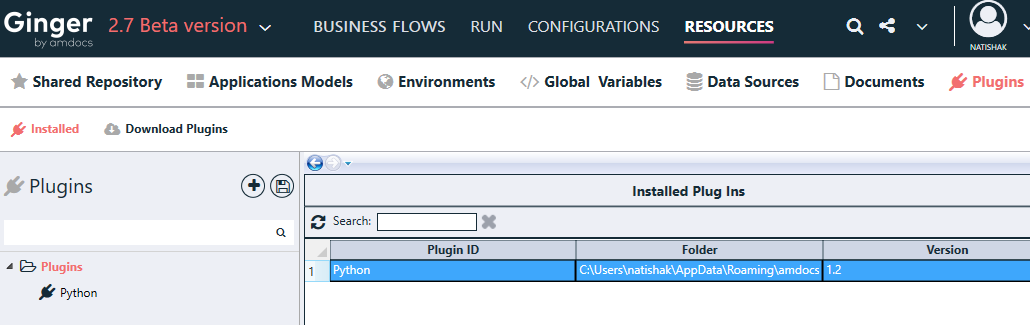 Ginger
by amdocs
2.7 Beta version
BUSINESS FLOWS RUN CONFIGURATIONS RESOURCES
NATISHAK
Shared Repository Applications Models Environments </> Global Variables Data Sources Documents Plugins
Installed Download Plugins
Plugins
Installed Plug Ins
Search:
Plugin ID Folder Version
1 Python C:\Users\natishak\AppData\Roaming\amdocs 1.2
Plugins
Python